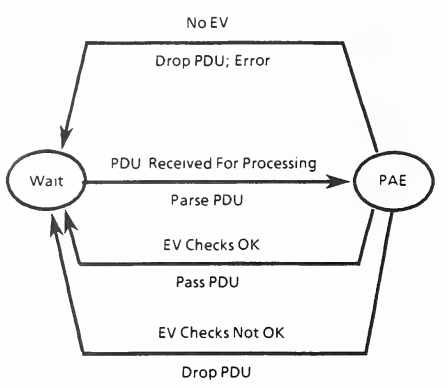 No EV
Drop PDU; Error
PDU Received For Processing
Wait
PAE
Parse PDU
EV Checks OK
Pass PDU
EV Checks Not OK
Drop PDU